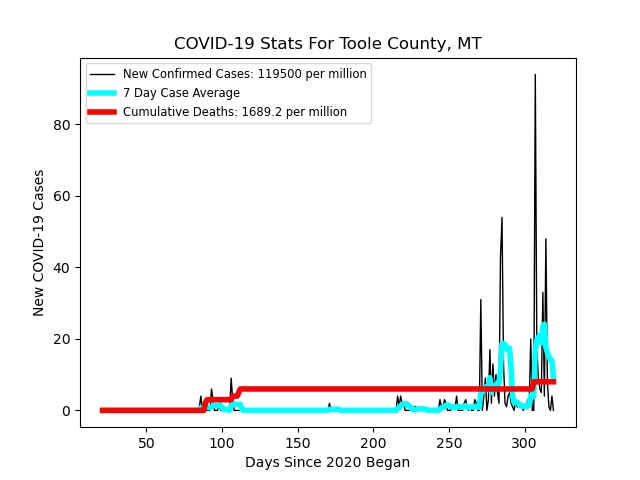 COVID-19 Stats For Toole County, MT
New Confirmed Cases: 119500 per million
7 Day Case Average
Cumulative Deaths: 1689.2 per million
New COVID-19 Cases
80
60
40
20
0
50 100 150 200 250 300
Days Since 2020 Began